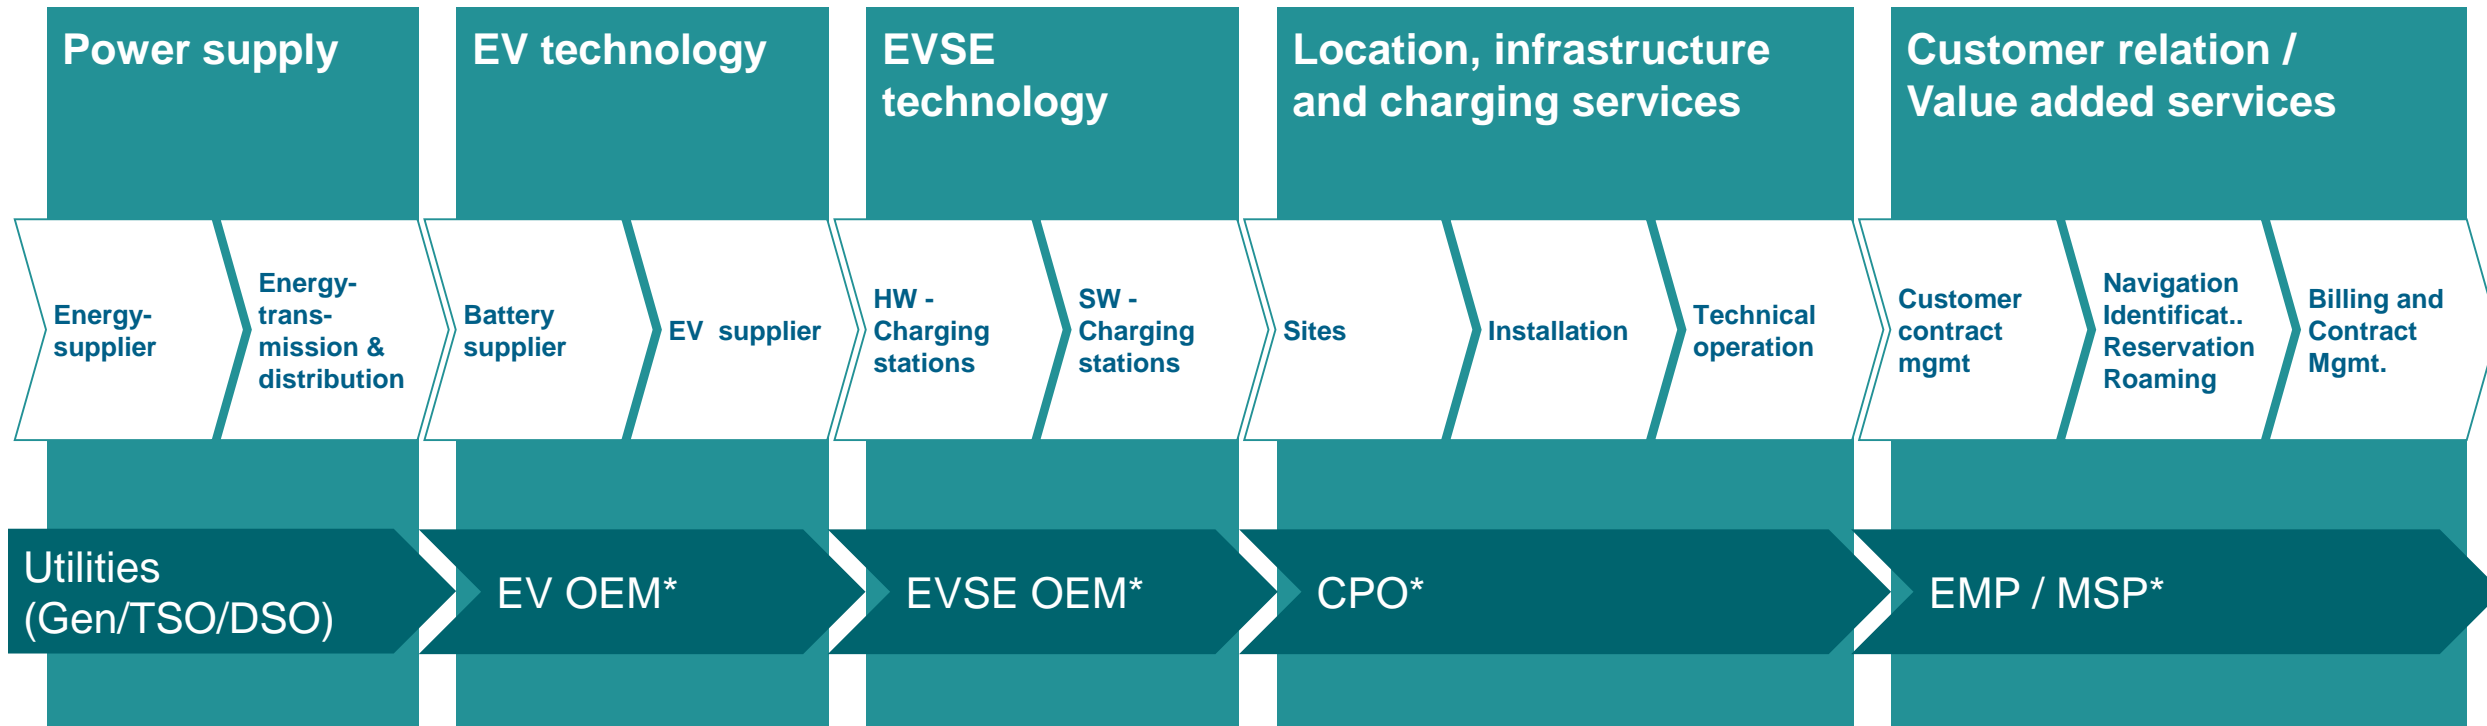 Power supply
EV technology
EVSE
technology
Location, infrastructure
and charging services
Customer relation /
Value added services
Energy-
supplier
Energy-
trans-
mission &
distribution
Battery
supplier
EV  supplier
HW -
Charging
stations
SW -
Charging
stations
Sites
Installation
Technical
operation
Customer
contract
mgmt
Navigation
Identificat..
Reservation
Roaming
Billing and
Contract
Mgmt.
Utilities
(Gen/TSO/DSO)
EV OEM*
EVSE OEM*
CPO*
EMP / MSP*